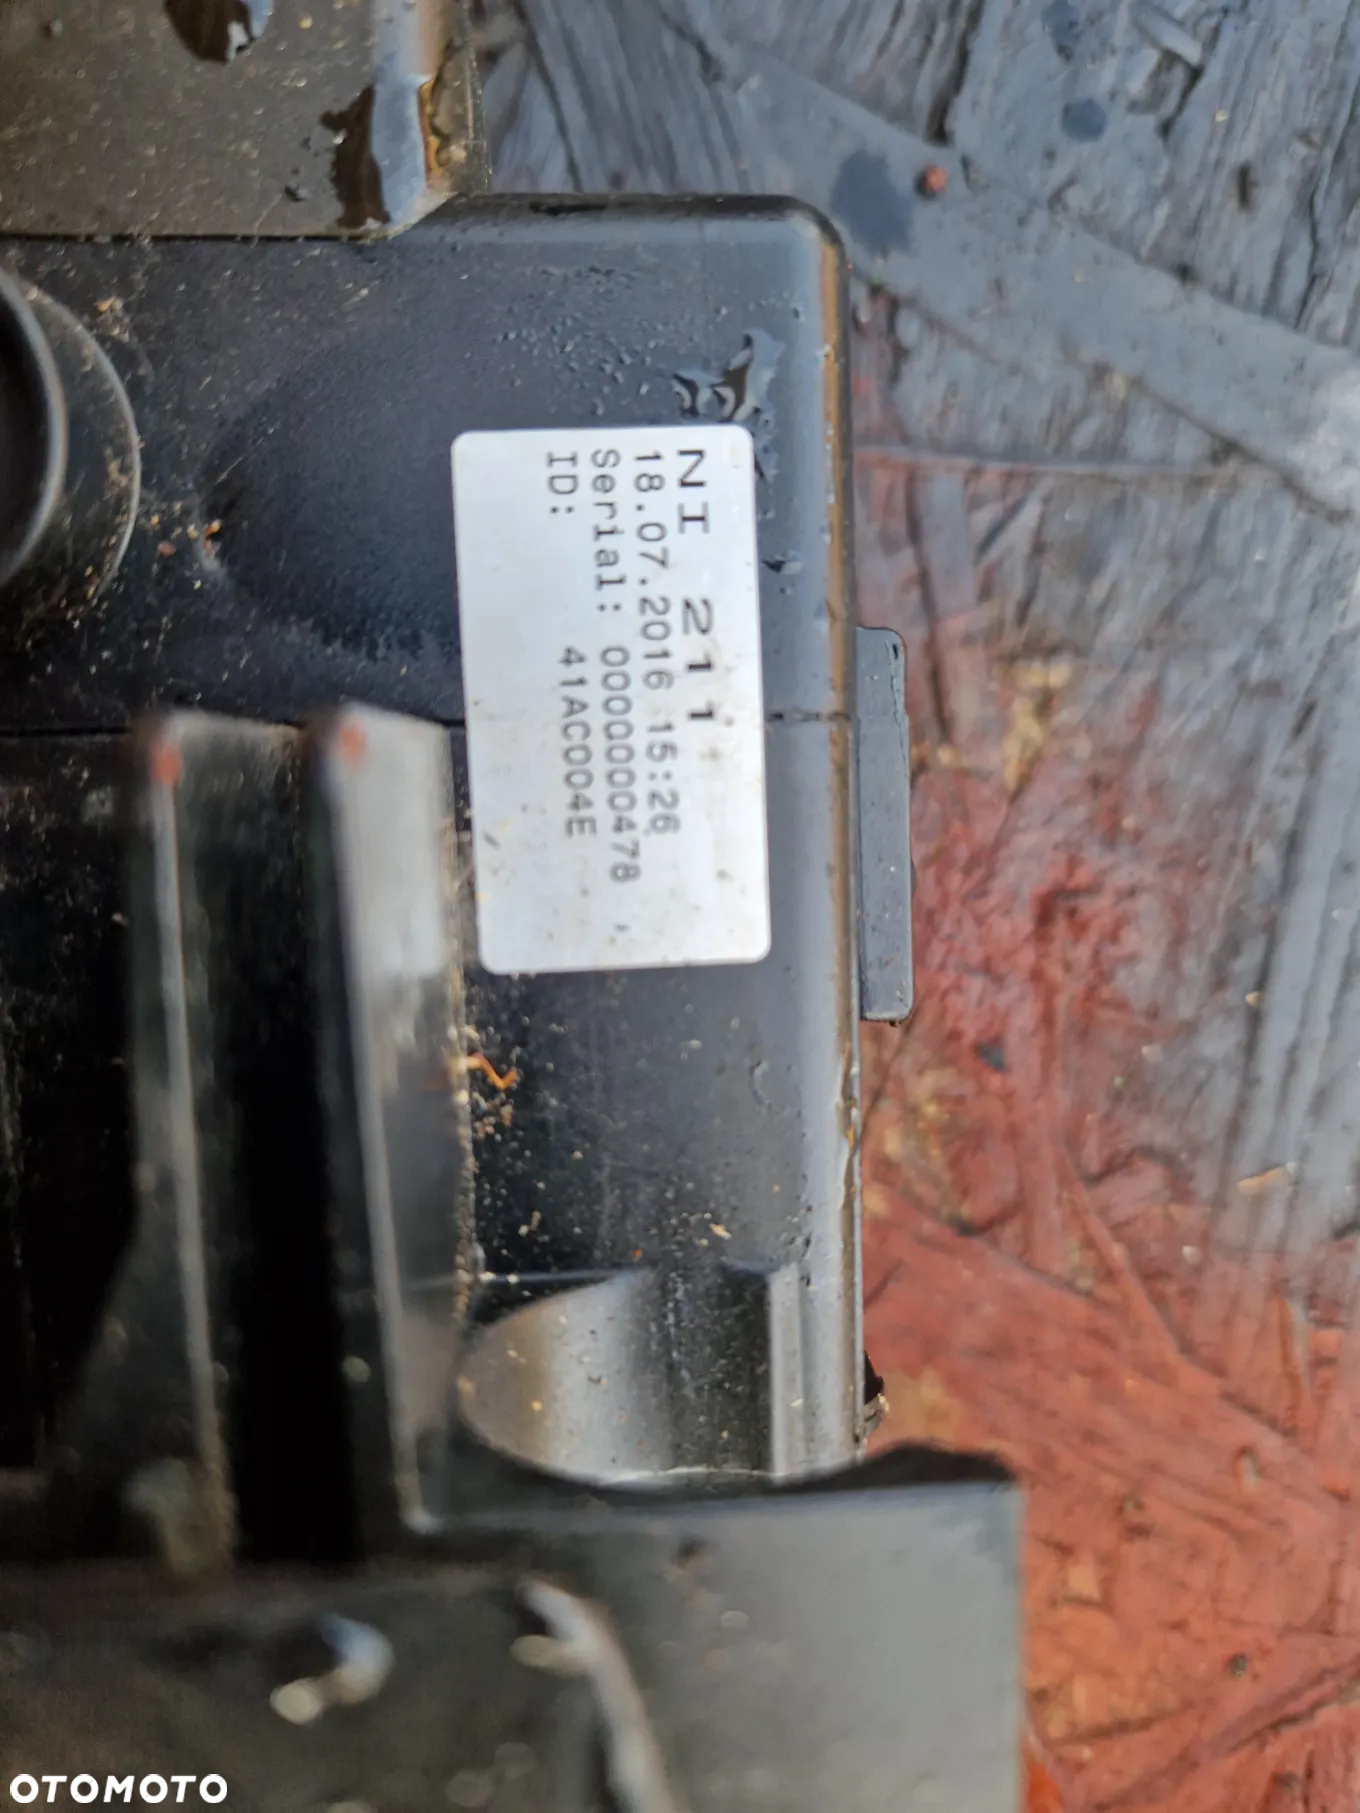 NI 211
18.07.2016 15:26
Serial: 0000000478
ID: 41AC004E
OTOMOTO